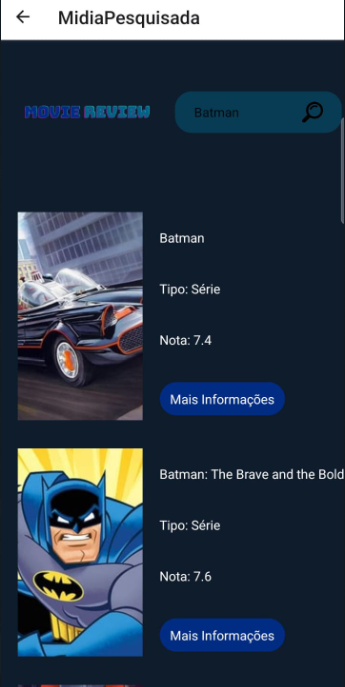 MidiaPesquisada
MOVIE REVIEW
Batman
Batman
Tipo: Série
Nota: 7.4
Mais Informações
Batman: The Brave and the Bold
Tipo: Série
Nota: 7.6
Mais Informações